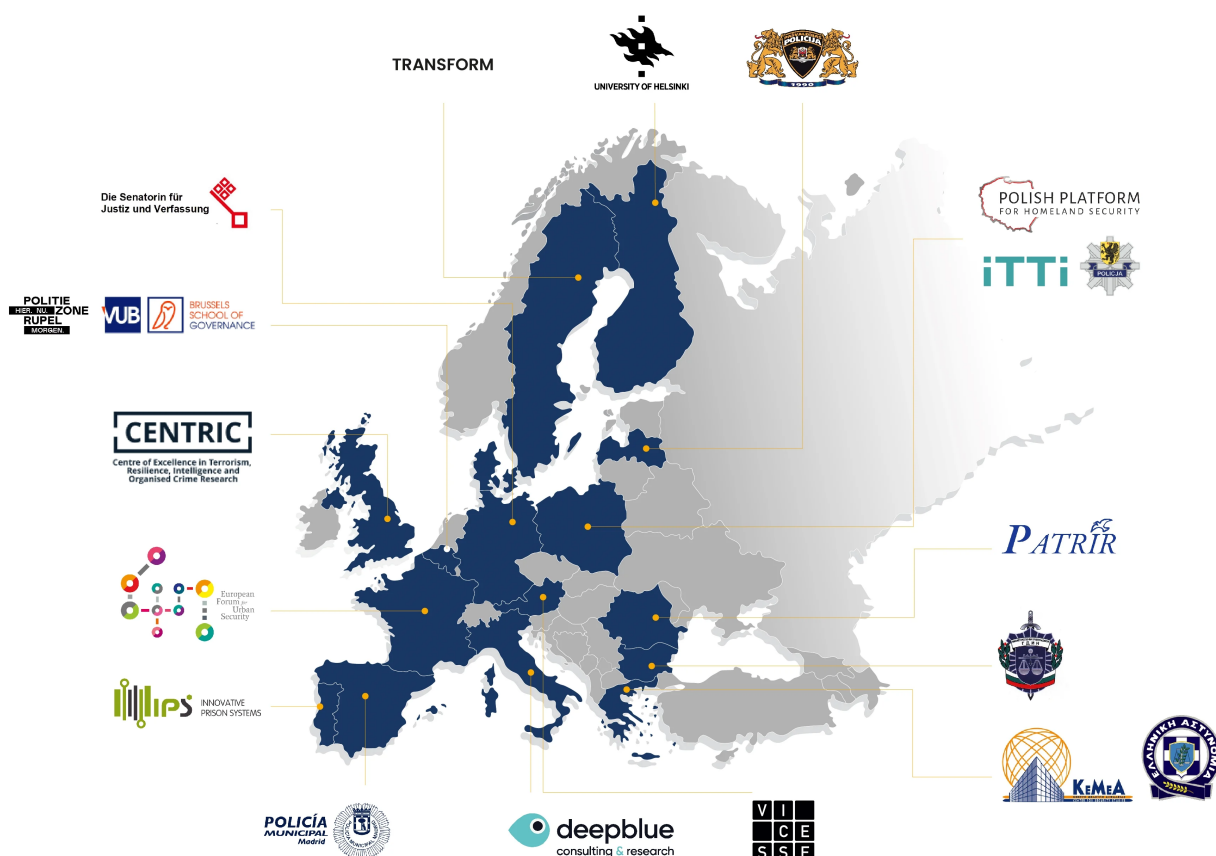 TRANSFORM
UNIVERSITY OF HELSINKI
POLICIJA
1990
Die Senatorin für
Justiz und Verfassung
POLISH PLATFORM
FOR HOMELAND SECURITY
iTTi
POLICJA
POLITIE
HIER. NU. ZONE
RUPEL
MORGEN.
VUB
BRUSSELS
SCHOOL OF
GOVERNANCE
CENTRIC
Centre of Excellence in Terrorism,
Resilience, Intelligence and
Organised Crime Research
PATRIR
European
Forum for
Urban
Security
ГДИН
IPS
INNOVATIVE
PRISON SYSTEMS
KEMEA
ΕΛΛΗΝΙΚΗ ΑΣΤΥΝΟΜΙΑ
POLICÍA
MUNICIPAL
Madrid
deepblue
consulting & research
VI
CE
SSE